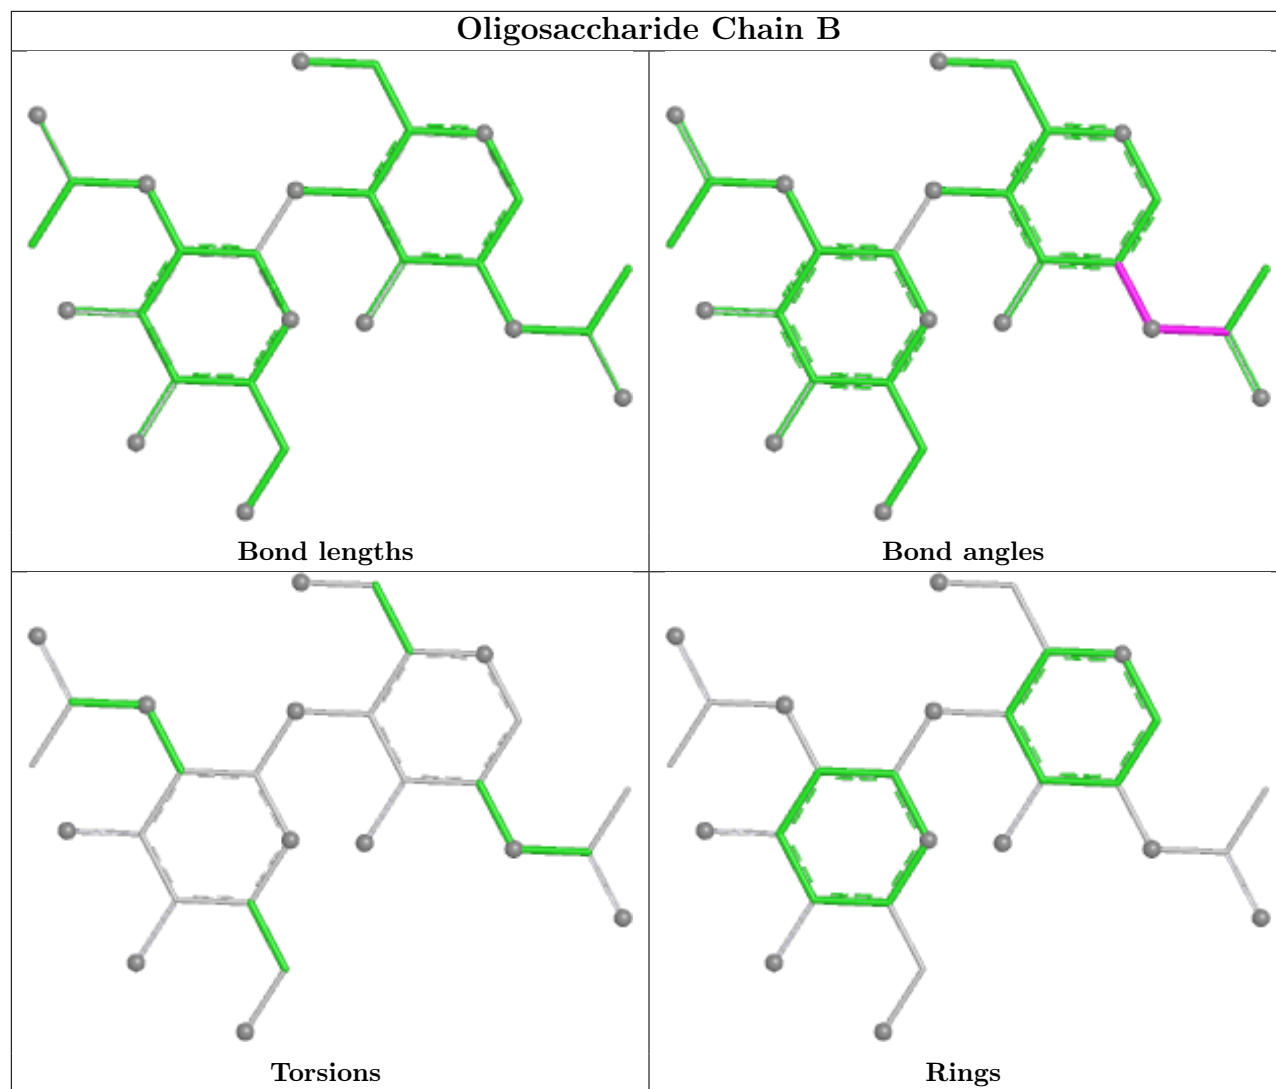 Oligosaccharide Chain B
Bond lengths
Bond angles
Torsions
Rings